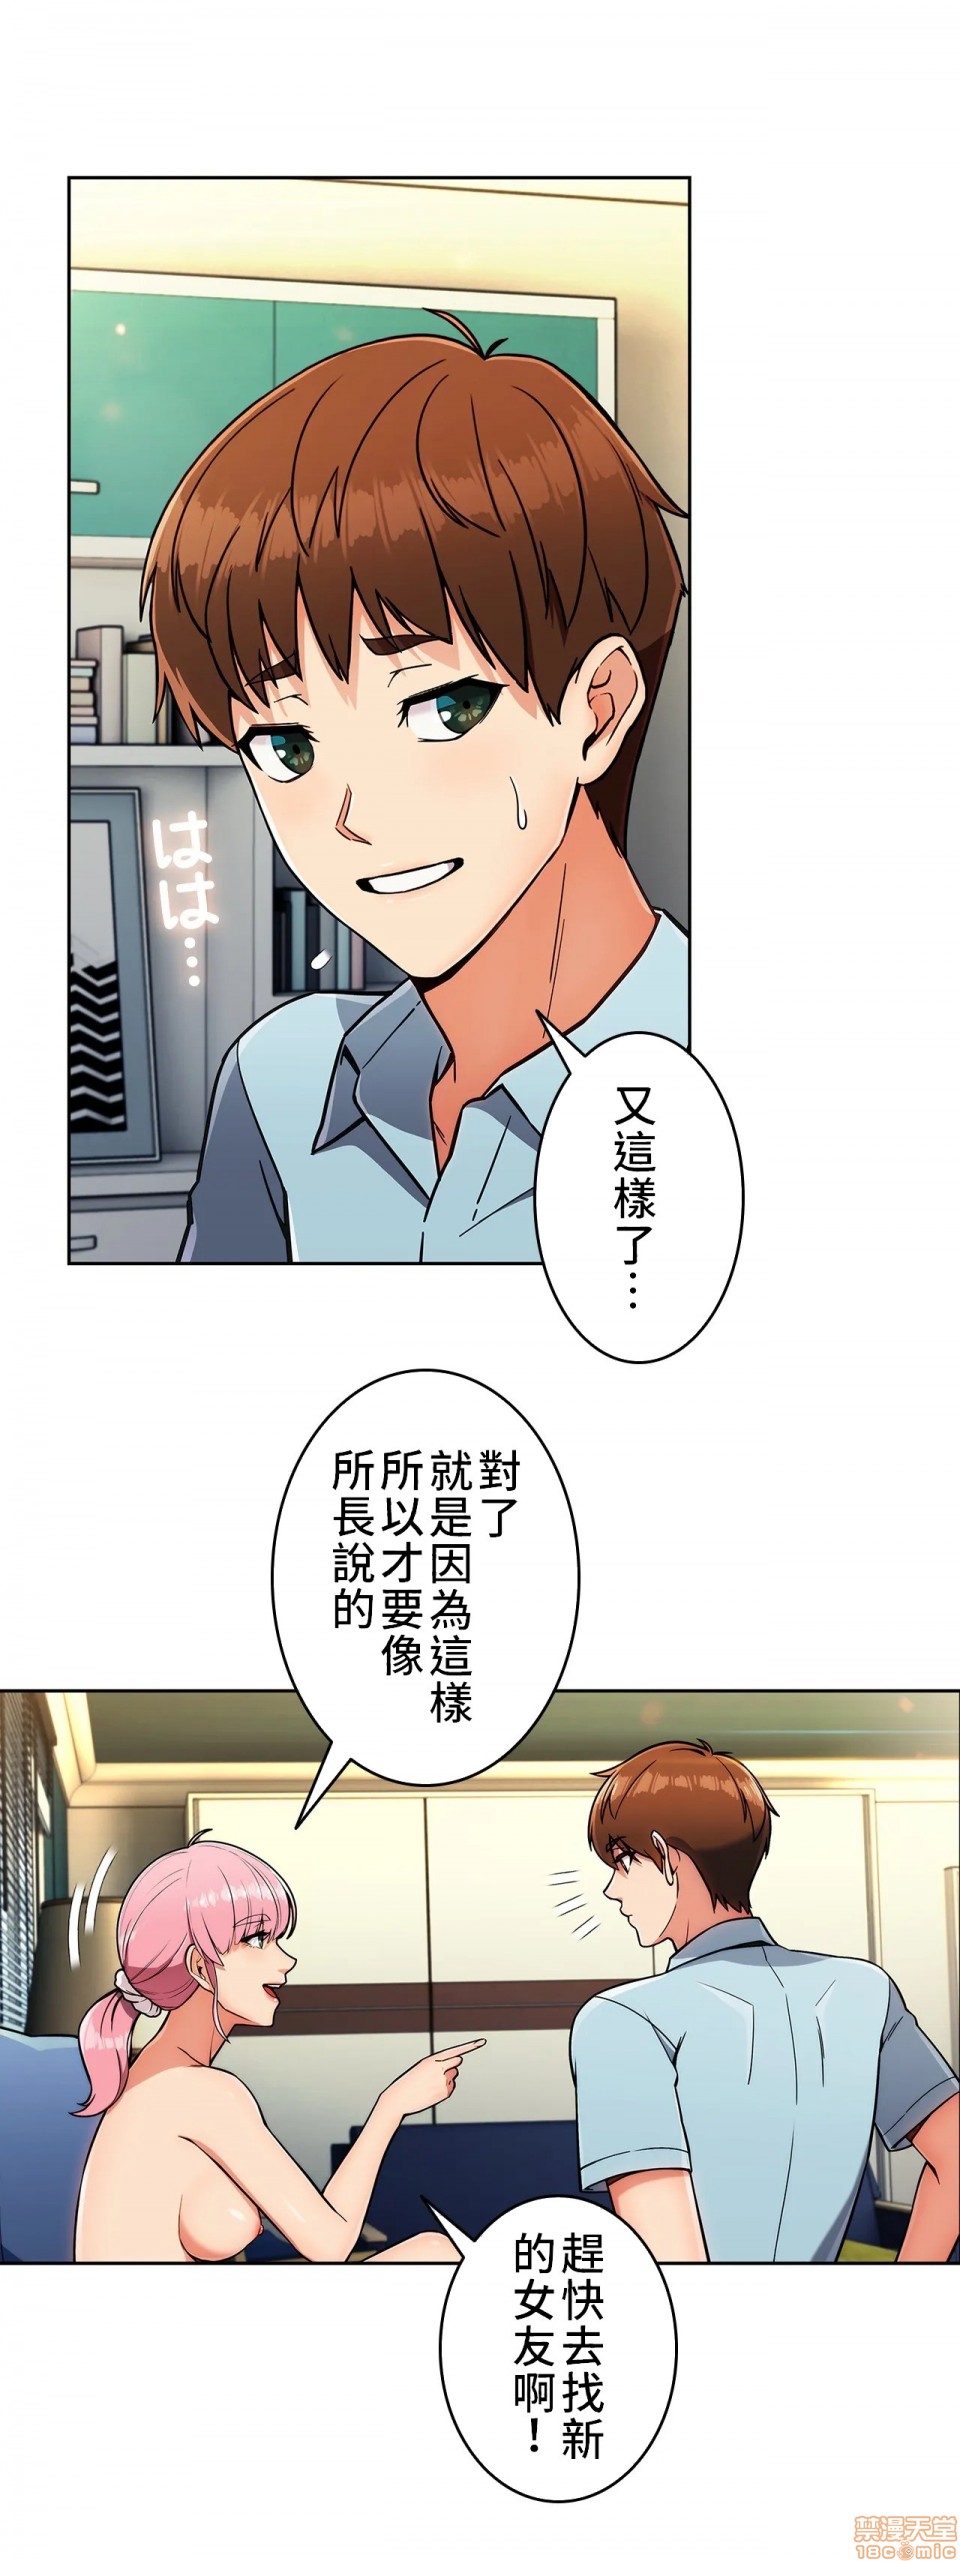 はは…
又這樣了…
對了
就是因為這樣
所以才要像
所長說的
趕快去找新
的女友啊！
禁漫天堂
18comic